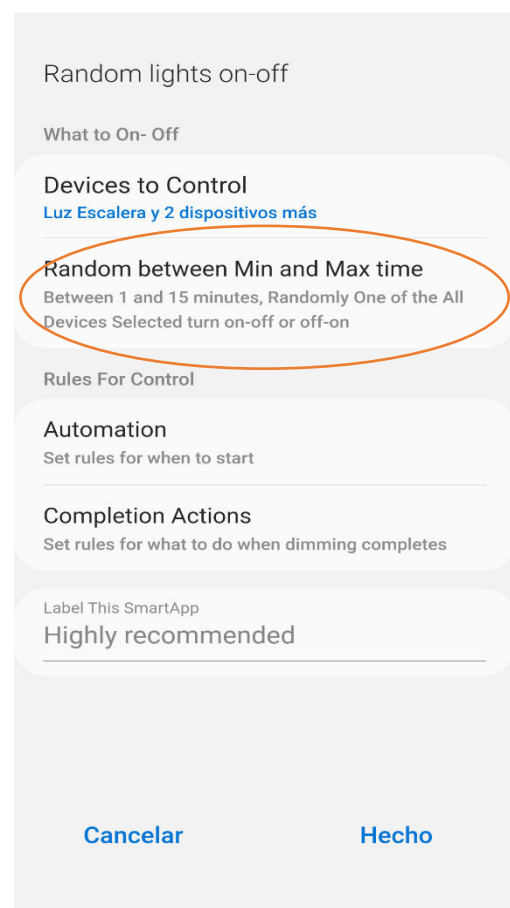 Random lights on-off
What to On- Off
Devices to Control
Luz Escalera y 2 dispositivos más
Random between Min and Max time
Between 1 and 15 minutes, Randomly One of the All
Devices Selected turn on-off or off-on
Rules For Control
Automation
Set rules for when to start
Completion Actions
Set rules for what to do when dimming completes
Label This SmartApp
Highly recommended
Cancelar
Hecho